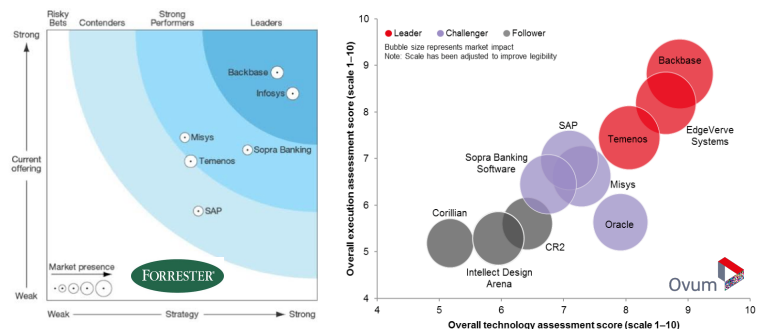 Risky
Bets
Contenders
Strong
Performers
Leaders
Strong
Current
offering
Weak
Backbase
Infosys
Misys
Sopra Banking
Temenos
SAP
Market presence
FORRESTER®
Weak
Strategy
Strong
Overall execution assessment score (scale 1–10)
10
9
8
7
6
5
4
Leader
Challenger
Follower
Bubble size represents market impact
Note: Scale has been adjusted to improve legibility
Backbase
EdgeVerve
Systems
Temenos
SAP
Sopra Banking
Software
Misys
Oracle
Corillian
CR2
Intellect Design
Arena
Ovum
4
5
6
7
8
9
10
Overall technology assessment score (scale 1–10)